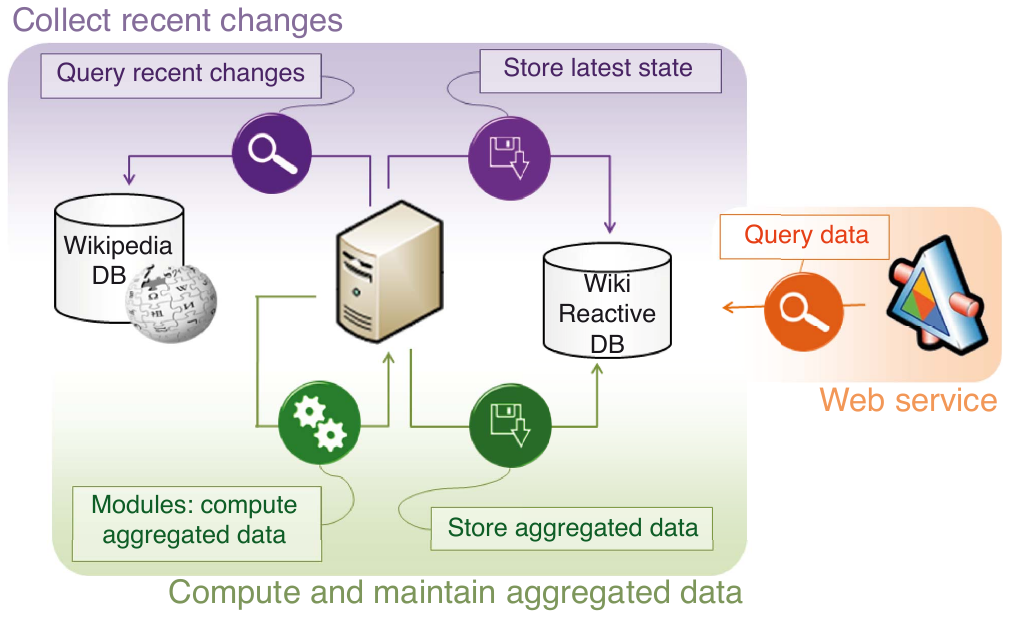 Collect recent changes
Query recent changes
Store latest state
Wikipedia
DB
Wiki
Reactive
DB
Query data
Web service
Modules: compute
aggregated data
Store aggregated data
Compute and maintain aggregated data